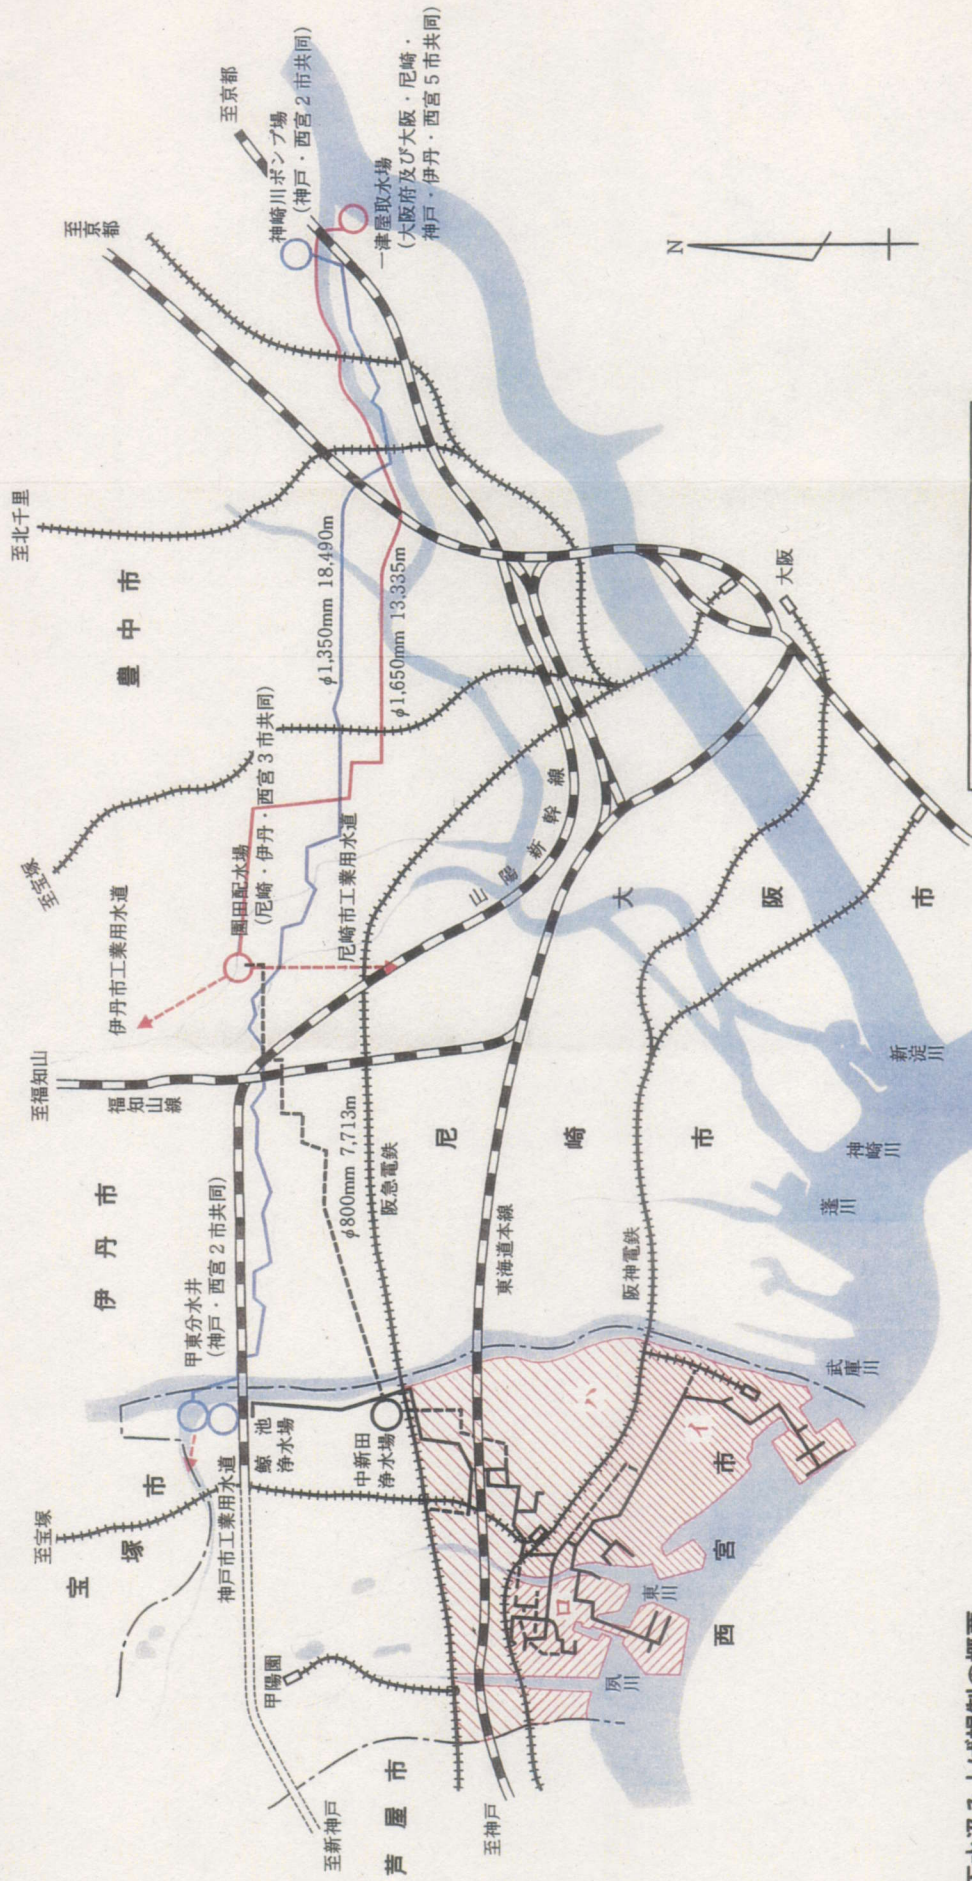 至京都
神崎川ポンプ場
(神戸・西宮2市共同)
一津屋取水場
(大阪府及び大阪・尼崎・
神戸・伊丹・西宮5市共同)
至京都
N
至北千里
豊中市
φ1,350mm 18,490m
φ1,650mm 13,335m
大阪
至宝塚
園田配水場
(尼崎・伊丹・西宮3市共同)
伊丹市工業用水道
尼崎市工業用水道
山陽新幹線
大阪市
至福知山
福知山線
伊丹市
φ800mm 7,713m
阪急電鉄
尼崎市
東海道本線
阪神電鉄
新淀川
神崎川
蓬川
武庫川
甲東分水井
(神戸・西宮2市共同)
鯨池
浄水場
中新田
浄水場
神戸市工業用水道
至宝塚
宝塚市
甲陽園
イ
ロ
ハ
西宮市
東川
夙川
芦屋市
至新神戸
至神戸